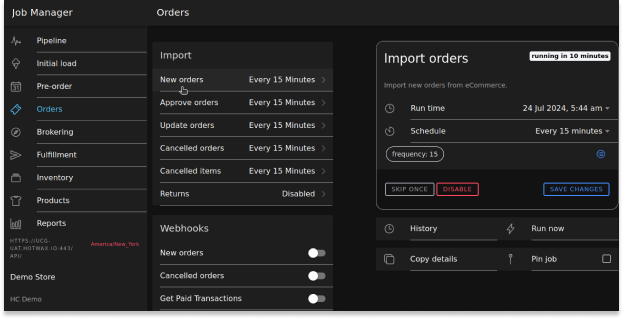 Job Manager
Pipeline
Initial load
Pre-order
31
Orders
Brokering
Fulfillment
Inventory
Products
Reports
HTTPS://UCG-
UAT.HOTWAX.IO:443/
API/
America/New_York
Demo Store
HC Demo
Orders
Import
New orders Every 15 Minutes
Approve orders Every 15 Minutes
Update orders Every 15 Minutes
Cancelled orders Every 15 Minutes
Cancelled items Every 15 Minutes
Returns Disabled
Webhooks
New orders
Cancelled orders
Get Paid Transactions
Import orders running in 10 minutes
Import new orders from eCommerce.
Run time 24 Jul 2024, 5:44 am
Schedule Every 15 minutes
frequency: 15
SKIP ONCE DISABLE SAVE CHANGES
History Run now
Copy details Pin job